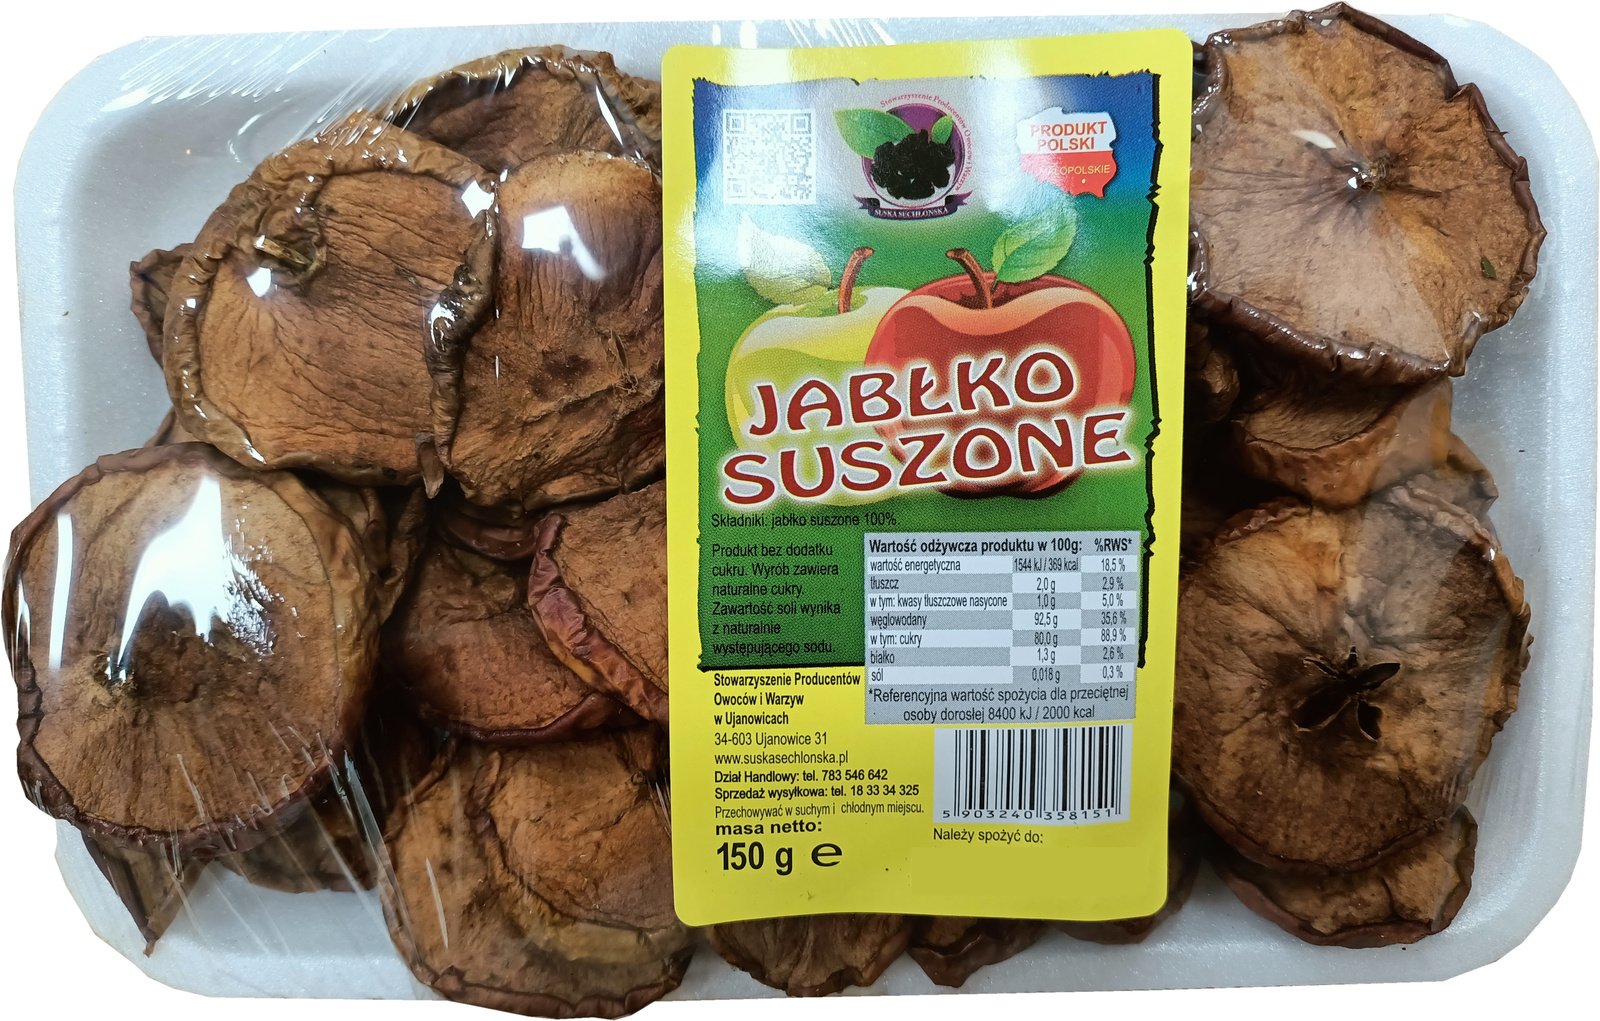 Stowarzyszenie Producentów Owoców i Warzyw
SUSKA SECHLOŃSKA
PRODUKT
POLSKI
MAŁOPOLSKIE
JABŁKO
SUSZONE
Składniki: jabłko suszone 100%
Produkt bez dodatku
cukru. Wyrób zawiera
naturalne cukry.
Zawartość soli wynika
z naturalnie
występującego sodu.
Wartość odżywcza produktu w 100g: %RWS*
wartość energetyczna 1544 kJ / 369 kcal 18,5 %
tłuszcz 2,0 g 2,9 %
w tym: kwasy tłuszczowe nasycone 1,0 g 5,0 %
węglowodany 92,5 g 35,6 %
w tym: cukry 80,0 g 88,9 %
białko 1,3 g 2,6 %
sól 0,018 g 0,3 %
*Referencyjna wartość spożycia dla przeciętnej
osoby dorosłej 8400 kJ / 2000 kcal
Stowarzyszenie Producentów
Owoców i Warzyw
w Ujanowicach
34-603 Ujanowice 31
www.suskasechlonska.pl
Dział Handlowy: tel. 783 546 642
Sprzedaż wysyłkowa: tel. 18 33 34 325
Przechowywać w suchym i chłodnym miejscu.
masa netto:
150 g e
5 903240 358151
Należy spożyć do: